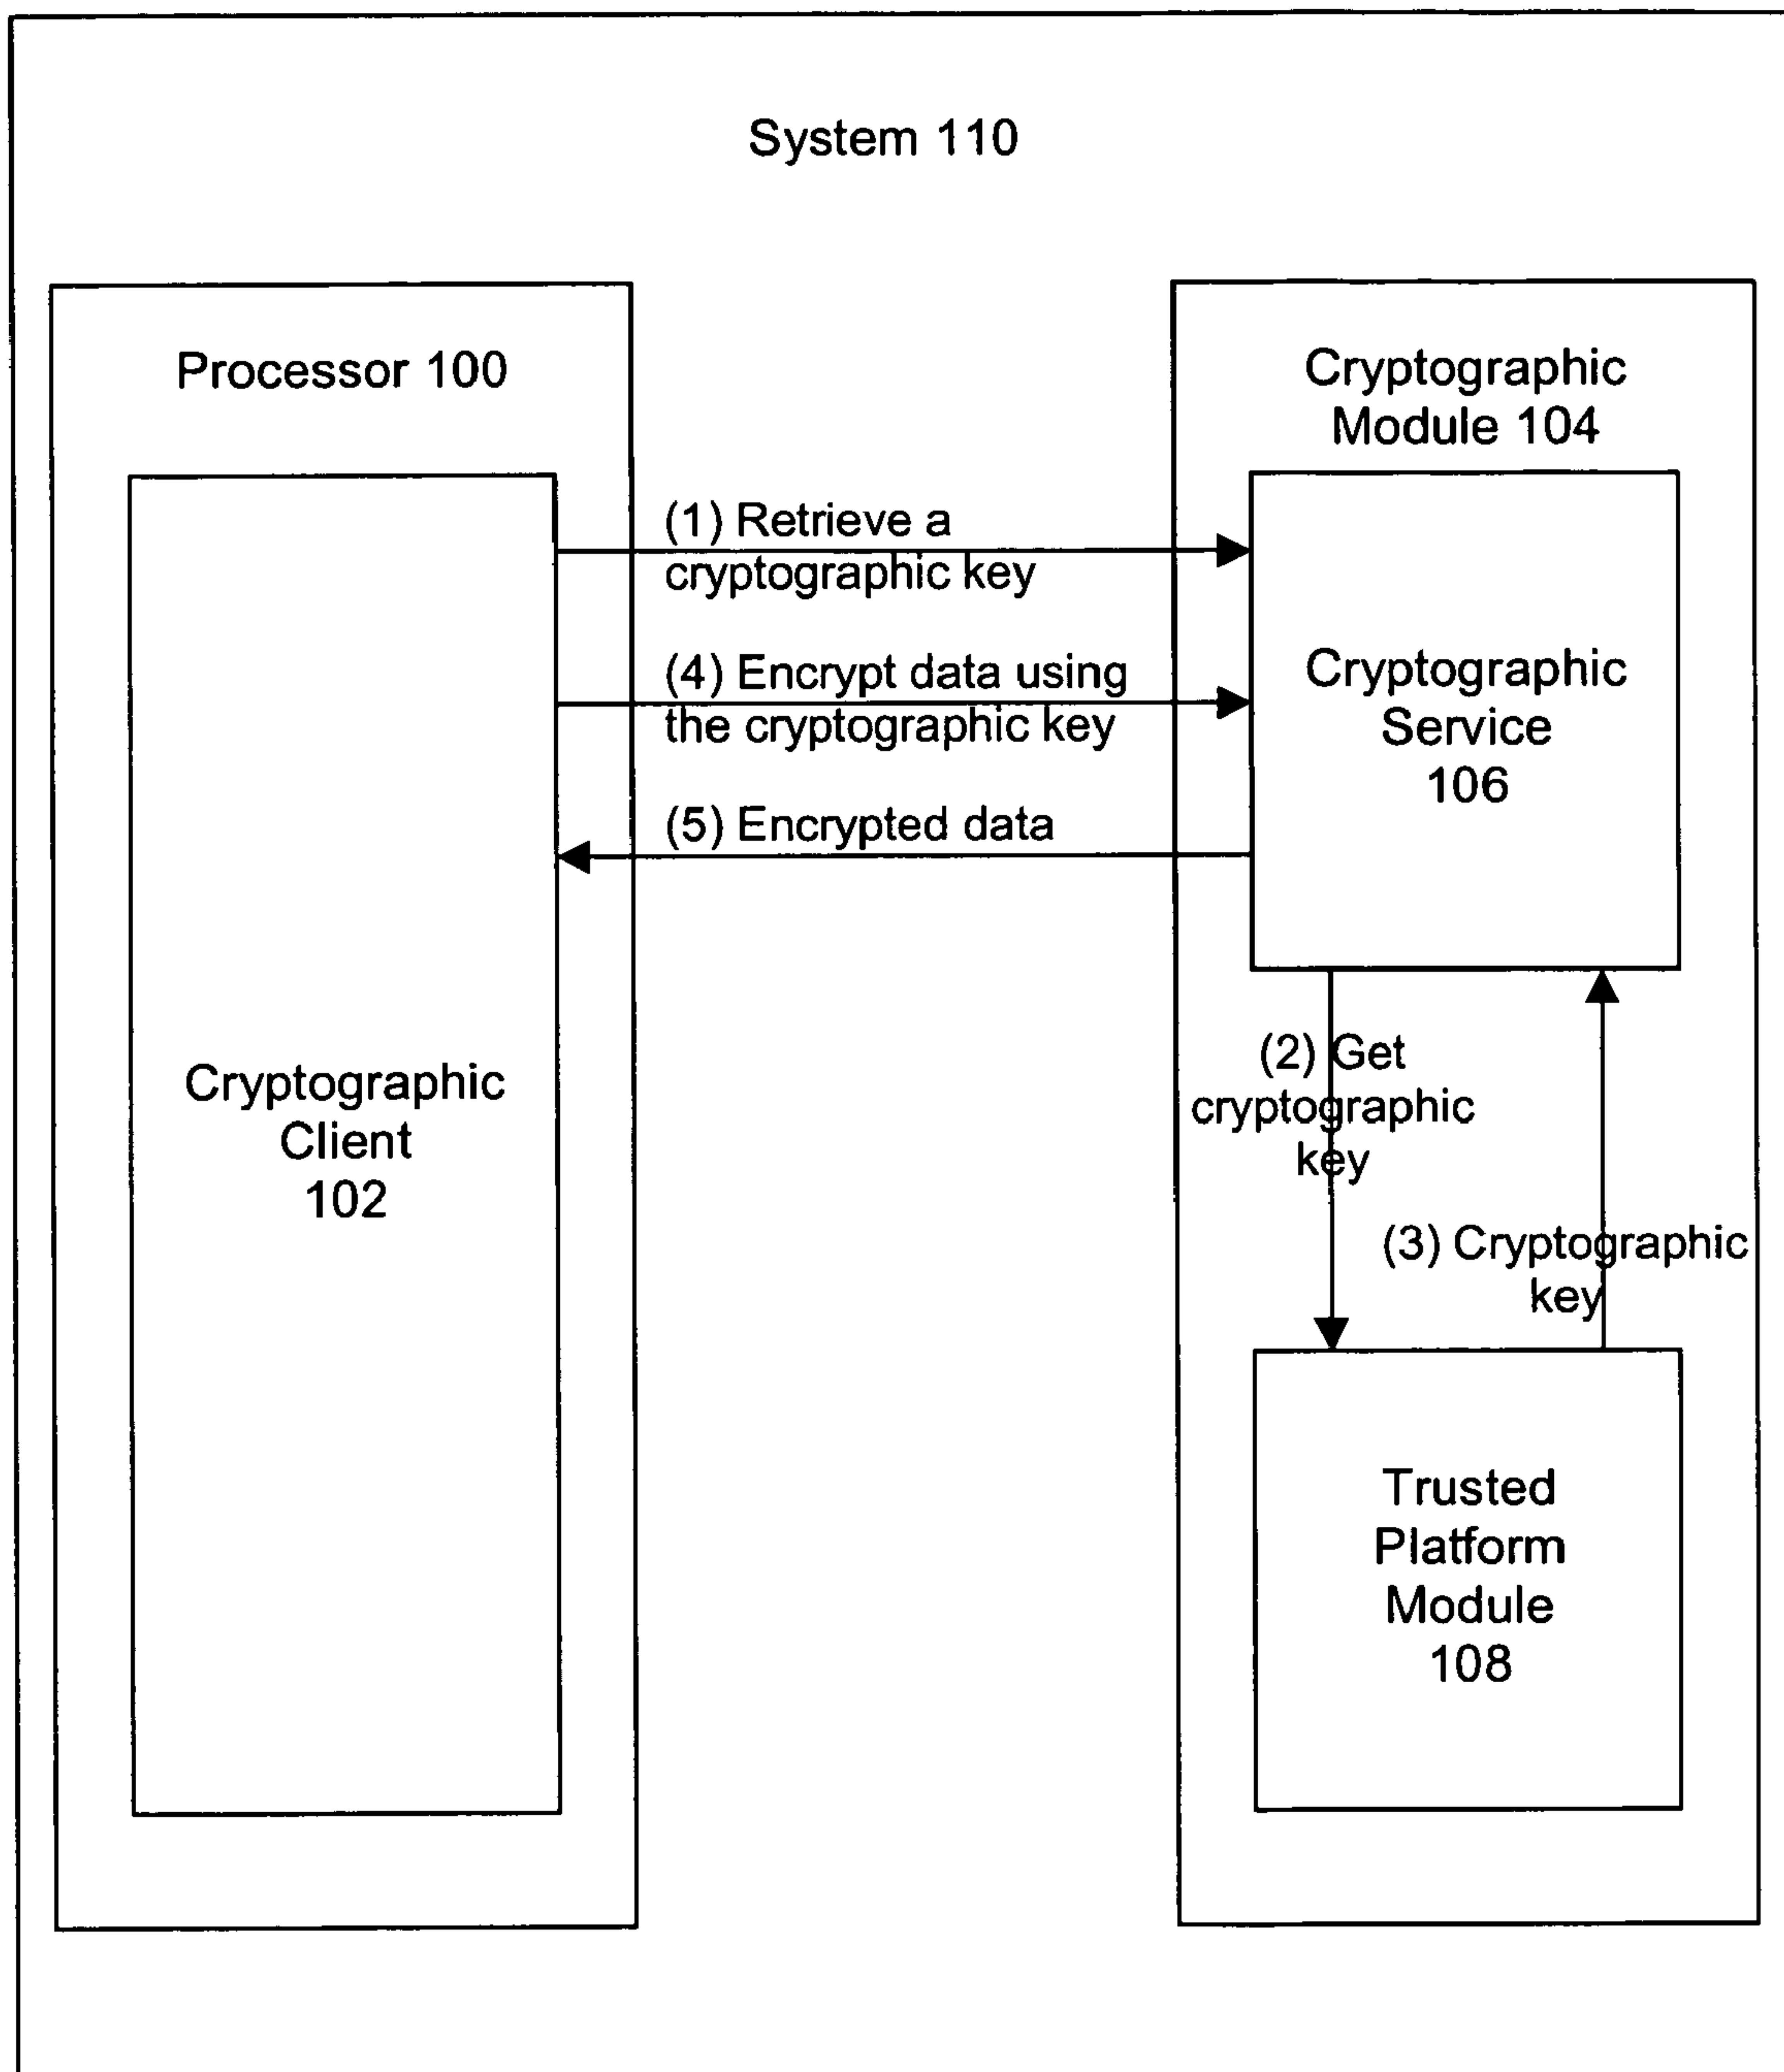 System 110
Processor 100
Cryptographic
Module 104
(1) Retrieve a
cryptographic key
(4) Encrypt data using
the cryptographic key
(5) Encrypted data
Cryptographic
Service
106
(2) Get
cryptographic
key
Cryptographic
Client
102
(3) Cryptographic
key
Trusted
Platform
Module
108